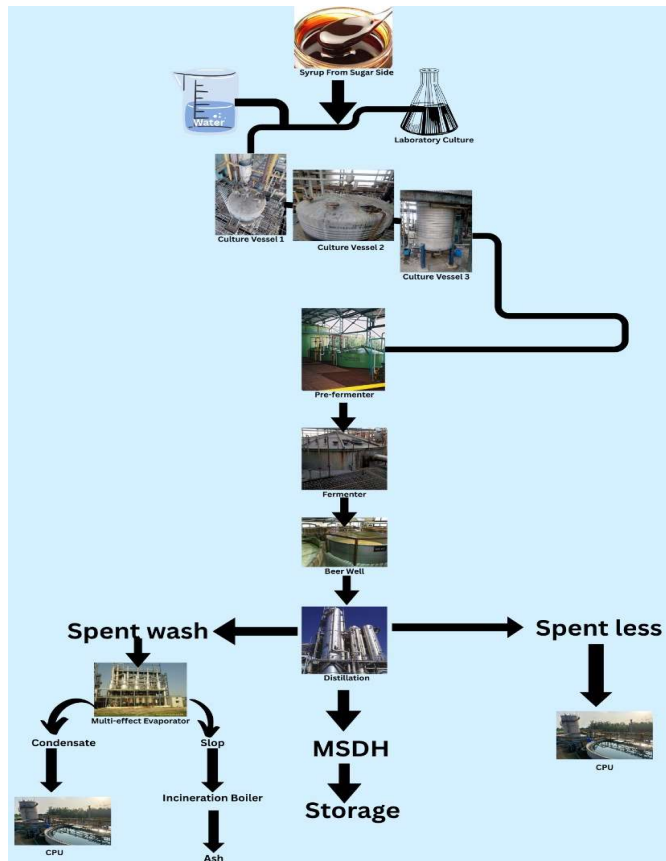 Syrup From Sugar Side
Water
Laboratory Culture
Culture Vessel 1
Culture Vessel 2
Culture Vessel 3
Pre-fermenter
Fermenter
Beer Well
Spent wash
Distillation
Spent less
Multi-effect Evaporator
Condensate
Slop
MSDH
CPU
Incineration Boiler
Storage
CPU
Ash